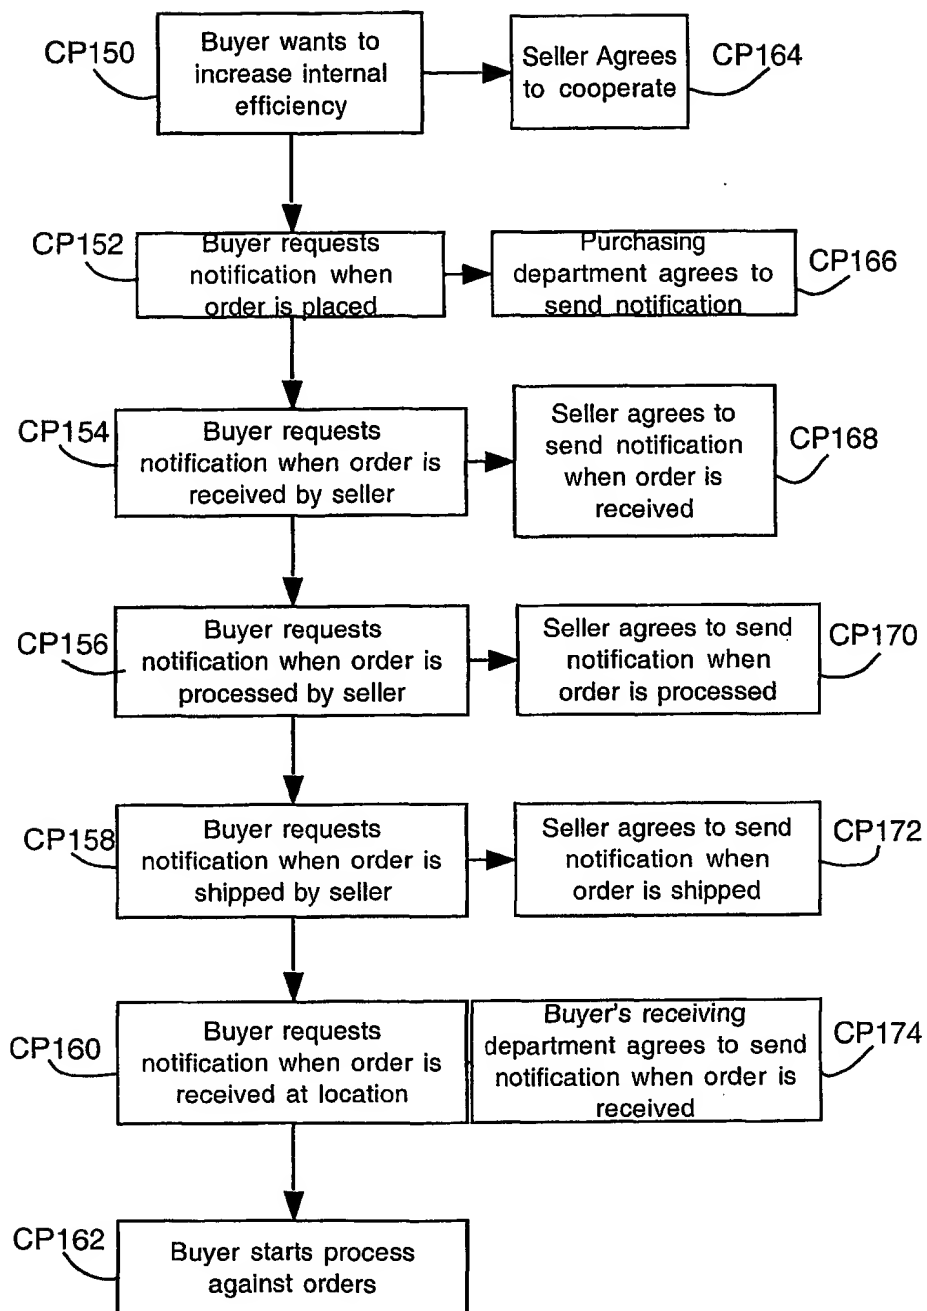 CP150
Buyer wants to
increase internal
efficiency
Seller Agrees
to cooperate
CP164
CP152
Buyer requests
notification when
order is placed
Purchasing
department agrees to
send notification
CP166
CP154
Buyer requests
notification when order is
received by seller
Seller agrees to
send notification
when order is
received
CP168
CP156
Buyer requests
notification when order is
processed by seller
Seller agrees to send
notification when
order is processed
CP170
CP158
Buyer requests
notification when order is
shipped by seller
Seller agrees to send
notification when
order is shipped
CP172
CP160
Buyer requests
notification when order is
received at location
Buyer's receiving
department agrees to send
notification when order is
received
CP174
CP162
Buyer starts process
against orders